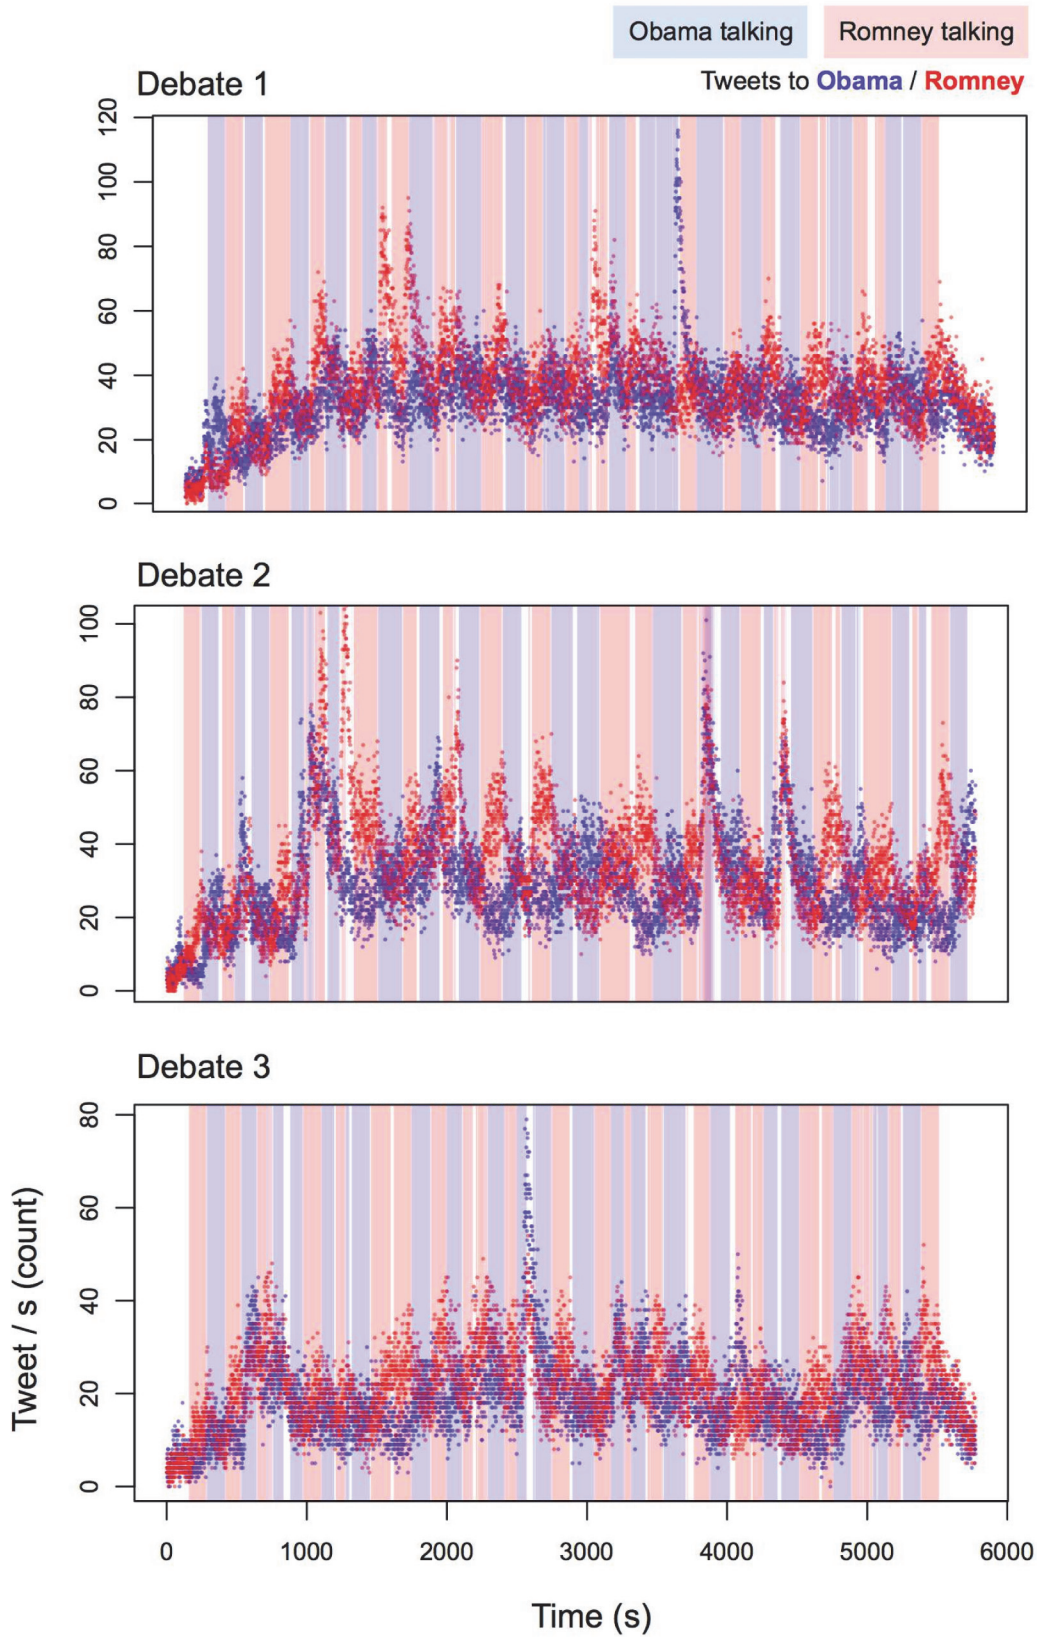 Obama talking Romney talking
Tweets to Obama / Romney
Debate 1
120
100
80
60
40
20
0
Debate 2
100
80
60
40
20
0
Debate 3
80
60
40
20
0
Tweet / s (count)
0 1000 2000 3000 4000 5000 6000
Time (s)